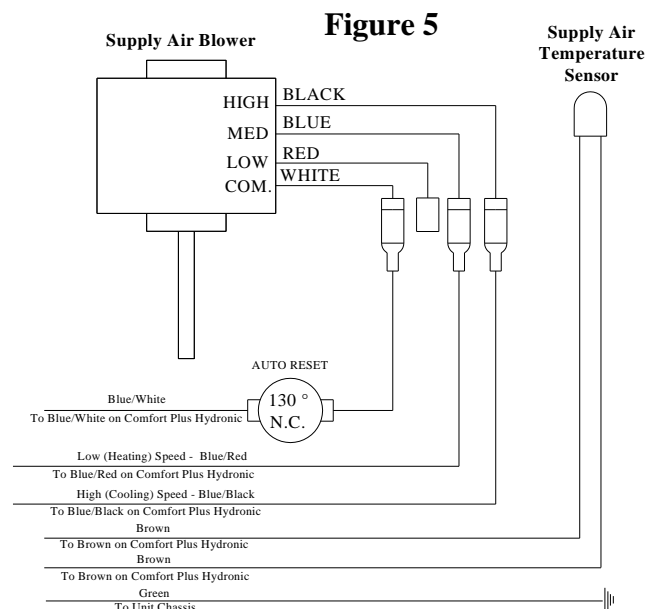 Figure 5
Supply Air Blower
Supply Air
Temperature
Sensor
HIGH
BLACK
MED
BLUE
LOW
RED
COM.
WHITE
AUTO RESET
130 °
N.C.
Blue/White
To Blue/White on Comfort Plus Hydronic
Low (Heating) Speed - Blue/Red
To Blue/Red on Comfort Plus Hydronic
High (Cooling) Speed - Blue/Black
To Blue/Black on Comfort Plus Hydronic
Brown
To Brown on Comfort Plus Hydronic
Brown
To Brown on Comfort Plus Hydronic
Green
To Unit Chassis